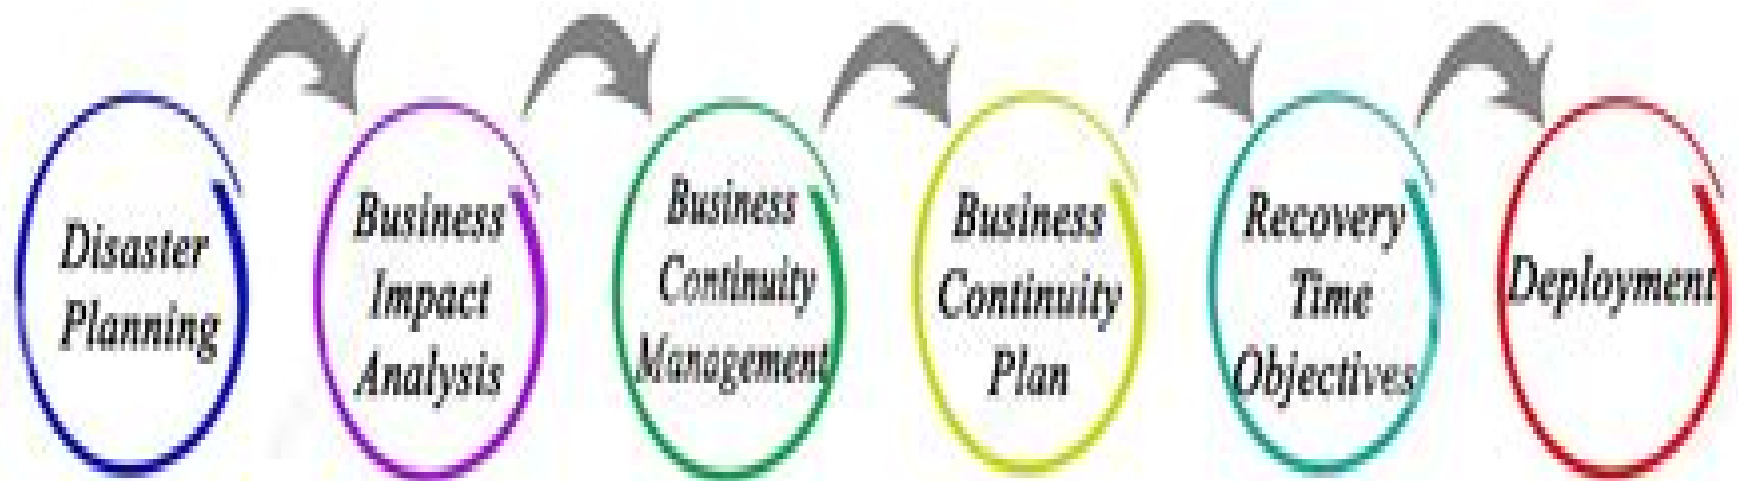 Disaster
Planning
Business
Impact
Analysis
Business
Continuity
Management
Business
Continuity
Plan
Recovery
Time
Objectives
Deployment